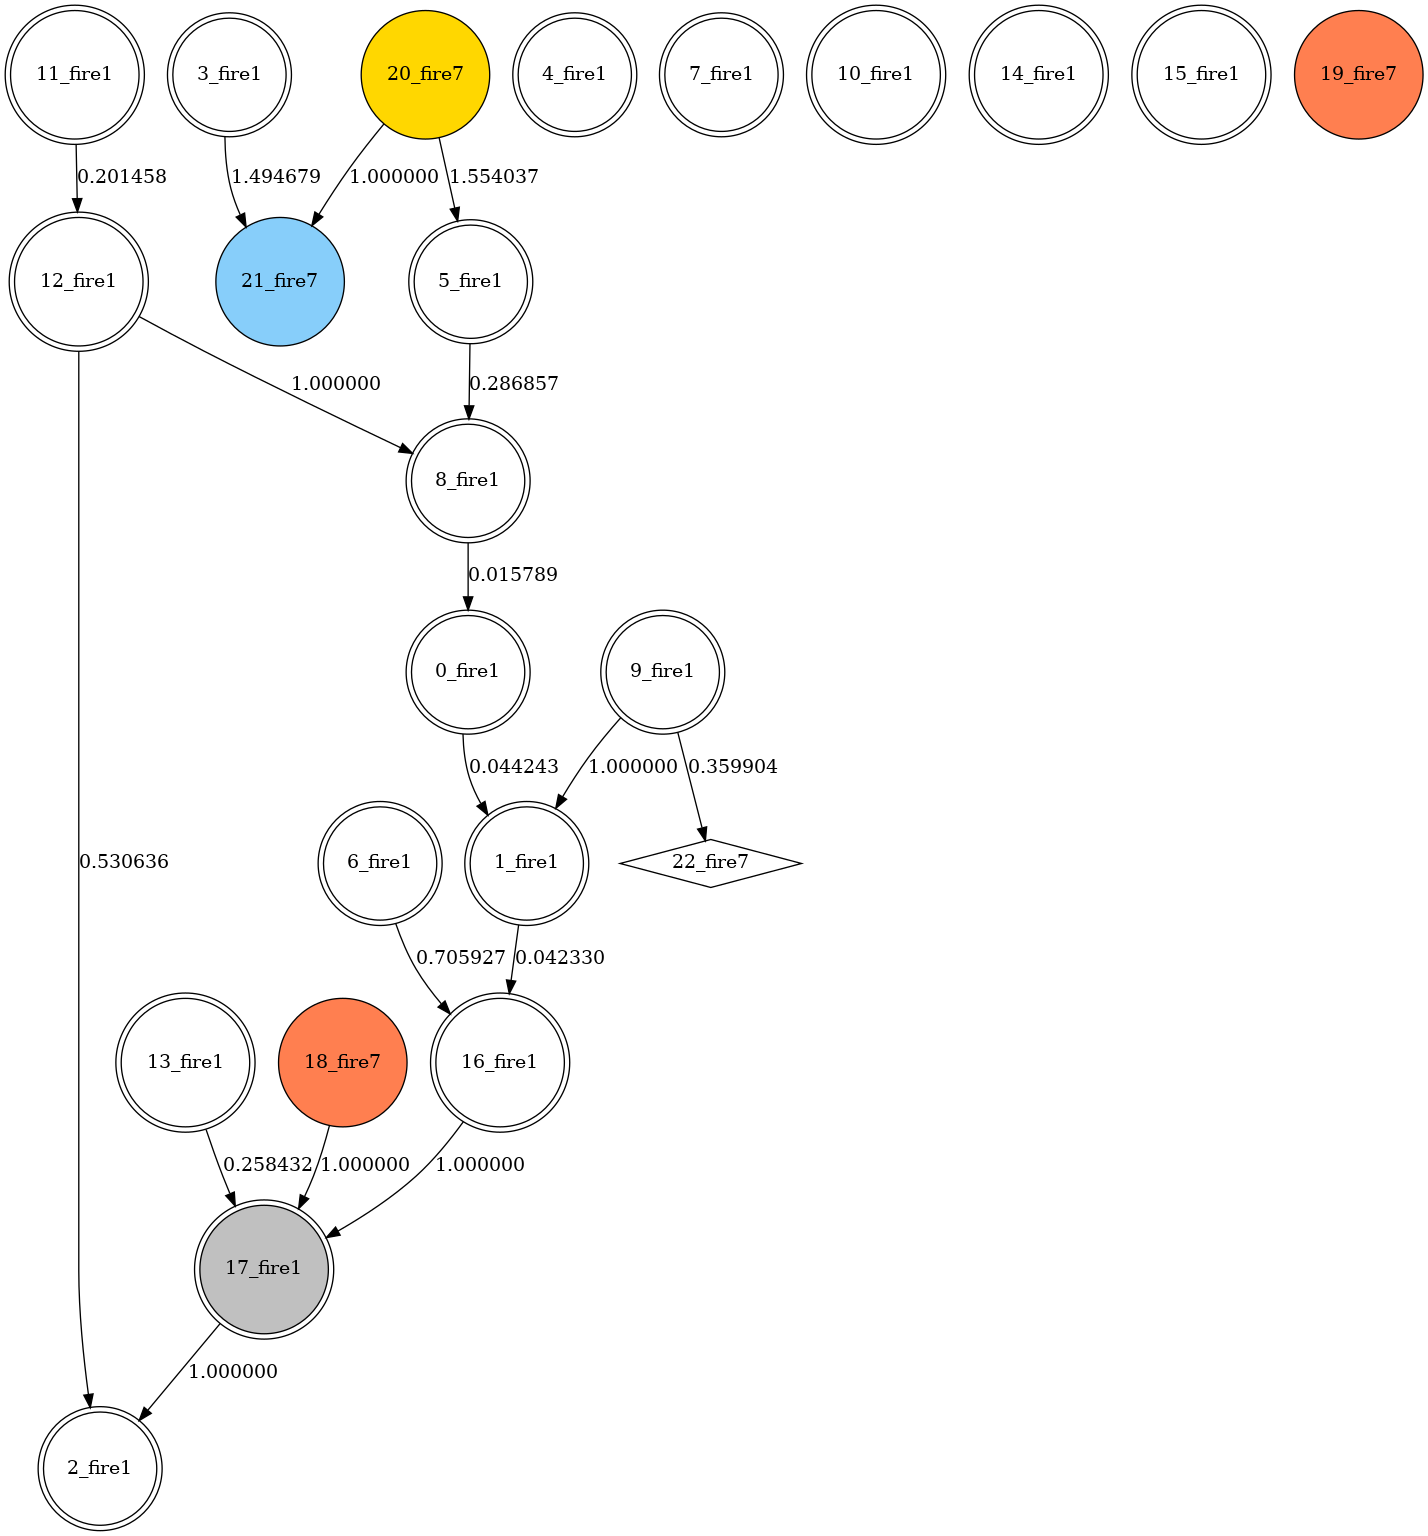 11_fire1
3_fire1
20_fire7
4_fire1
7_fire1
10_fire1
14_fire1
15_fire1
19_fire7
0.201458
1.494679
1.000000
1.554037
12_fire1
21_fire7
5_fire1
1.000000
0.286857
8_fire1
0.015789
0_fire1
9_fire1
0.044243
1.000000
0.359904
0.530636
6_fire1
1_fire1
22_fire7
0.705927
0.042330
13_fire1
18_fire7
16_fire1
0.258432
1.000000
1.000000
17_fire1
1.000000
2_fire1